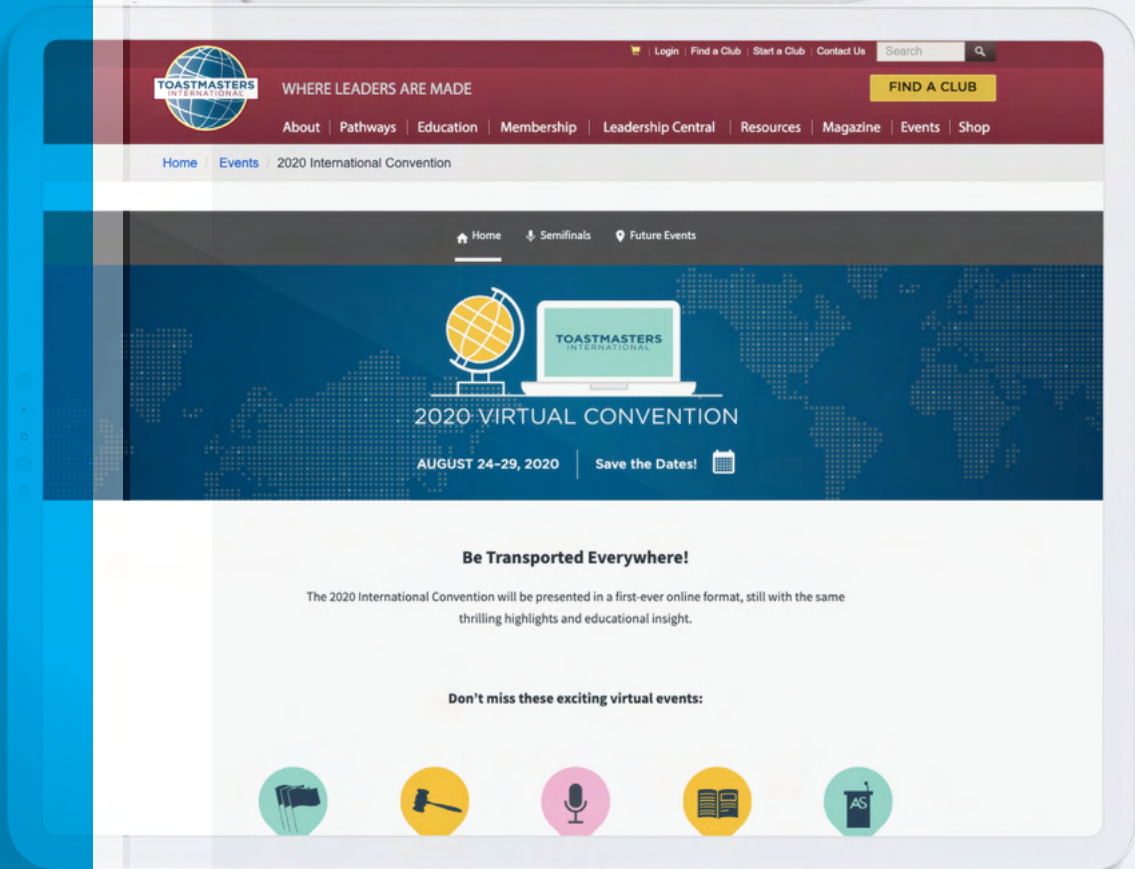 Login | Find a Club | Start a Club | Contact Us Search
TOASTMASTERS
INTERNATIONAL
WHERE LEADERS ARE MADE
FIND A CLUB
About | Pathways | Education | Membership | Leadership Central | Resources | Magazine | Events | Shop
Home / Events / 2020 International Convention
Home Semifinals Future Events
TOASTMASTERS
INTERNATIONAL
2020 VIRTUAL CONVENTION
AUGUST 24-29, 2020 | Save the Dates!
Be Transported Everywhere!
The 2020 International Convention will be presented in a first-ever online format, still with the same
thrilling highlights and educational insight.
Don't miss these exciting virtual events:
AS